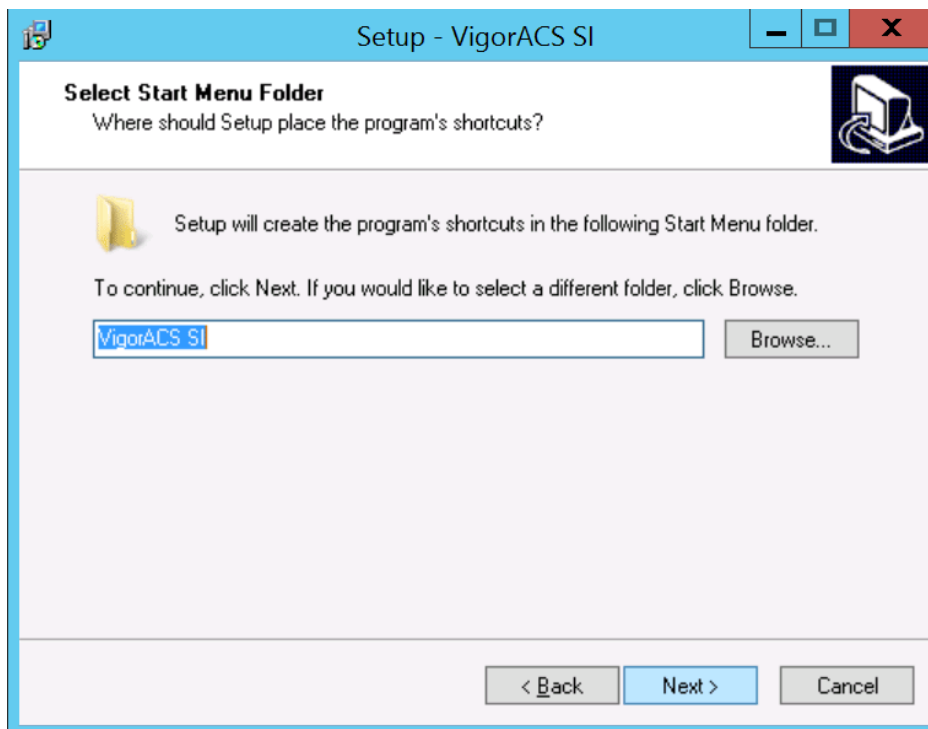 Setup - VigorACS SI
Select Start Menu Folder
Where should Setup place the program's shortcuts?
Setup will create the program's shortcuts in the following Start Menu folder.
To continue, click Next. If you would like to select a different folder, click Browse.
VigorACS SI
Browse...
< Back
Next >
Cancel